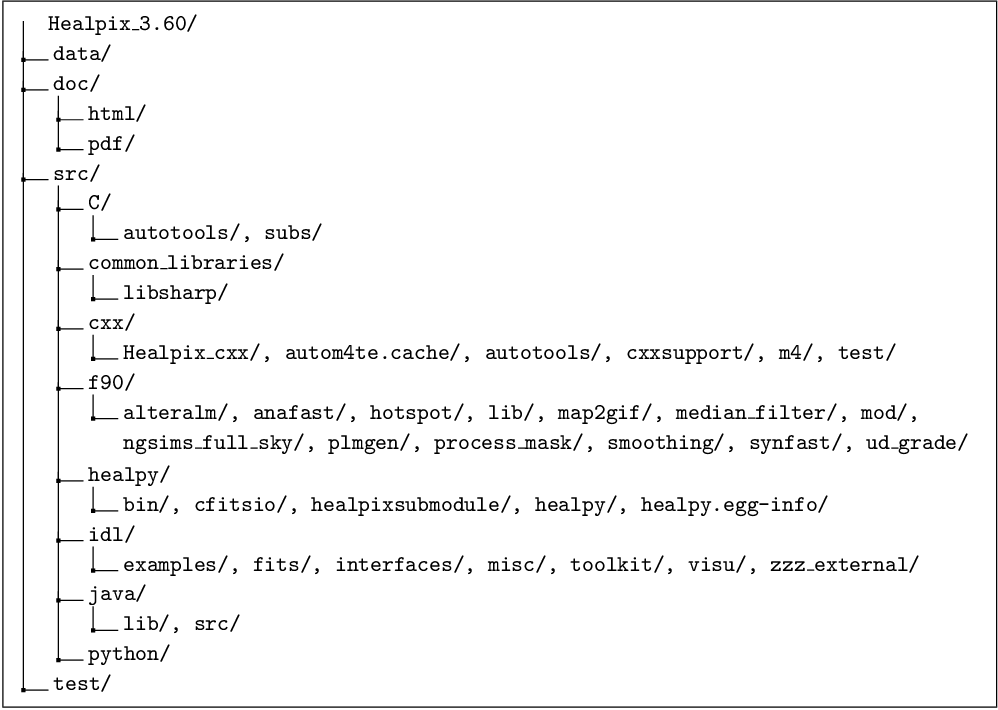 Healpix_3.60/
data/
doc/
html/
pdf/
src/
C/
autotools/, subs/
common_libraries/
libsharp/
cxx/
Healpix_cxx/, autom4te.cache/, autotools/, cxxsupport/, m4/, test/
f90/
alteralm/, anafast/, hotspot/, lib/, map2gif/, median_filter/, mod/,
ngsims_full_sky/, plmgen/, process_mask/, smoothing/, synfast/, ud_grade/
healpy/
bin/, cfitsio/, healpixsubmodule/, healpy/, healpy.egg-info/
idl/
examples/, fits/, interfaces/, misc/, toolkit/, visu/, zzz_external/
java/
lib/, src/
python/
test/